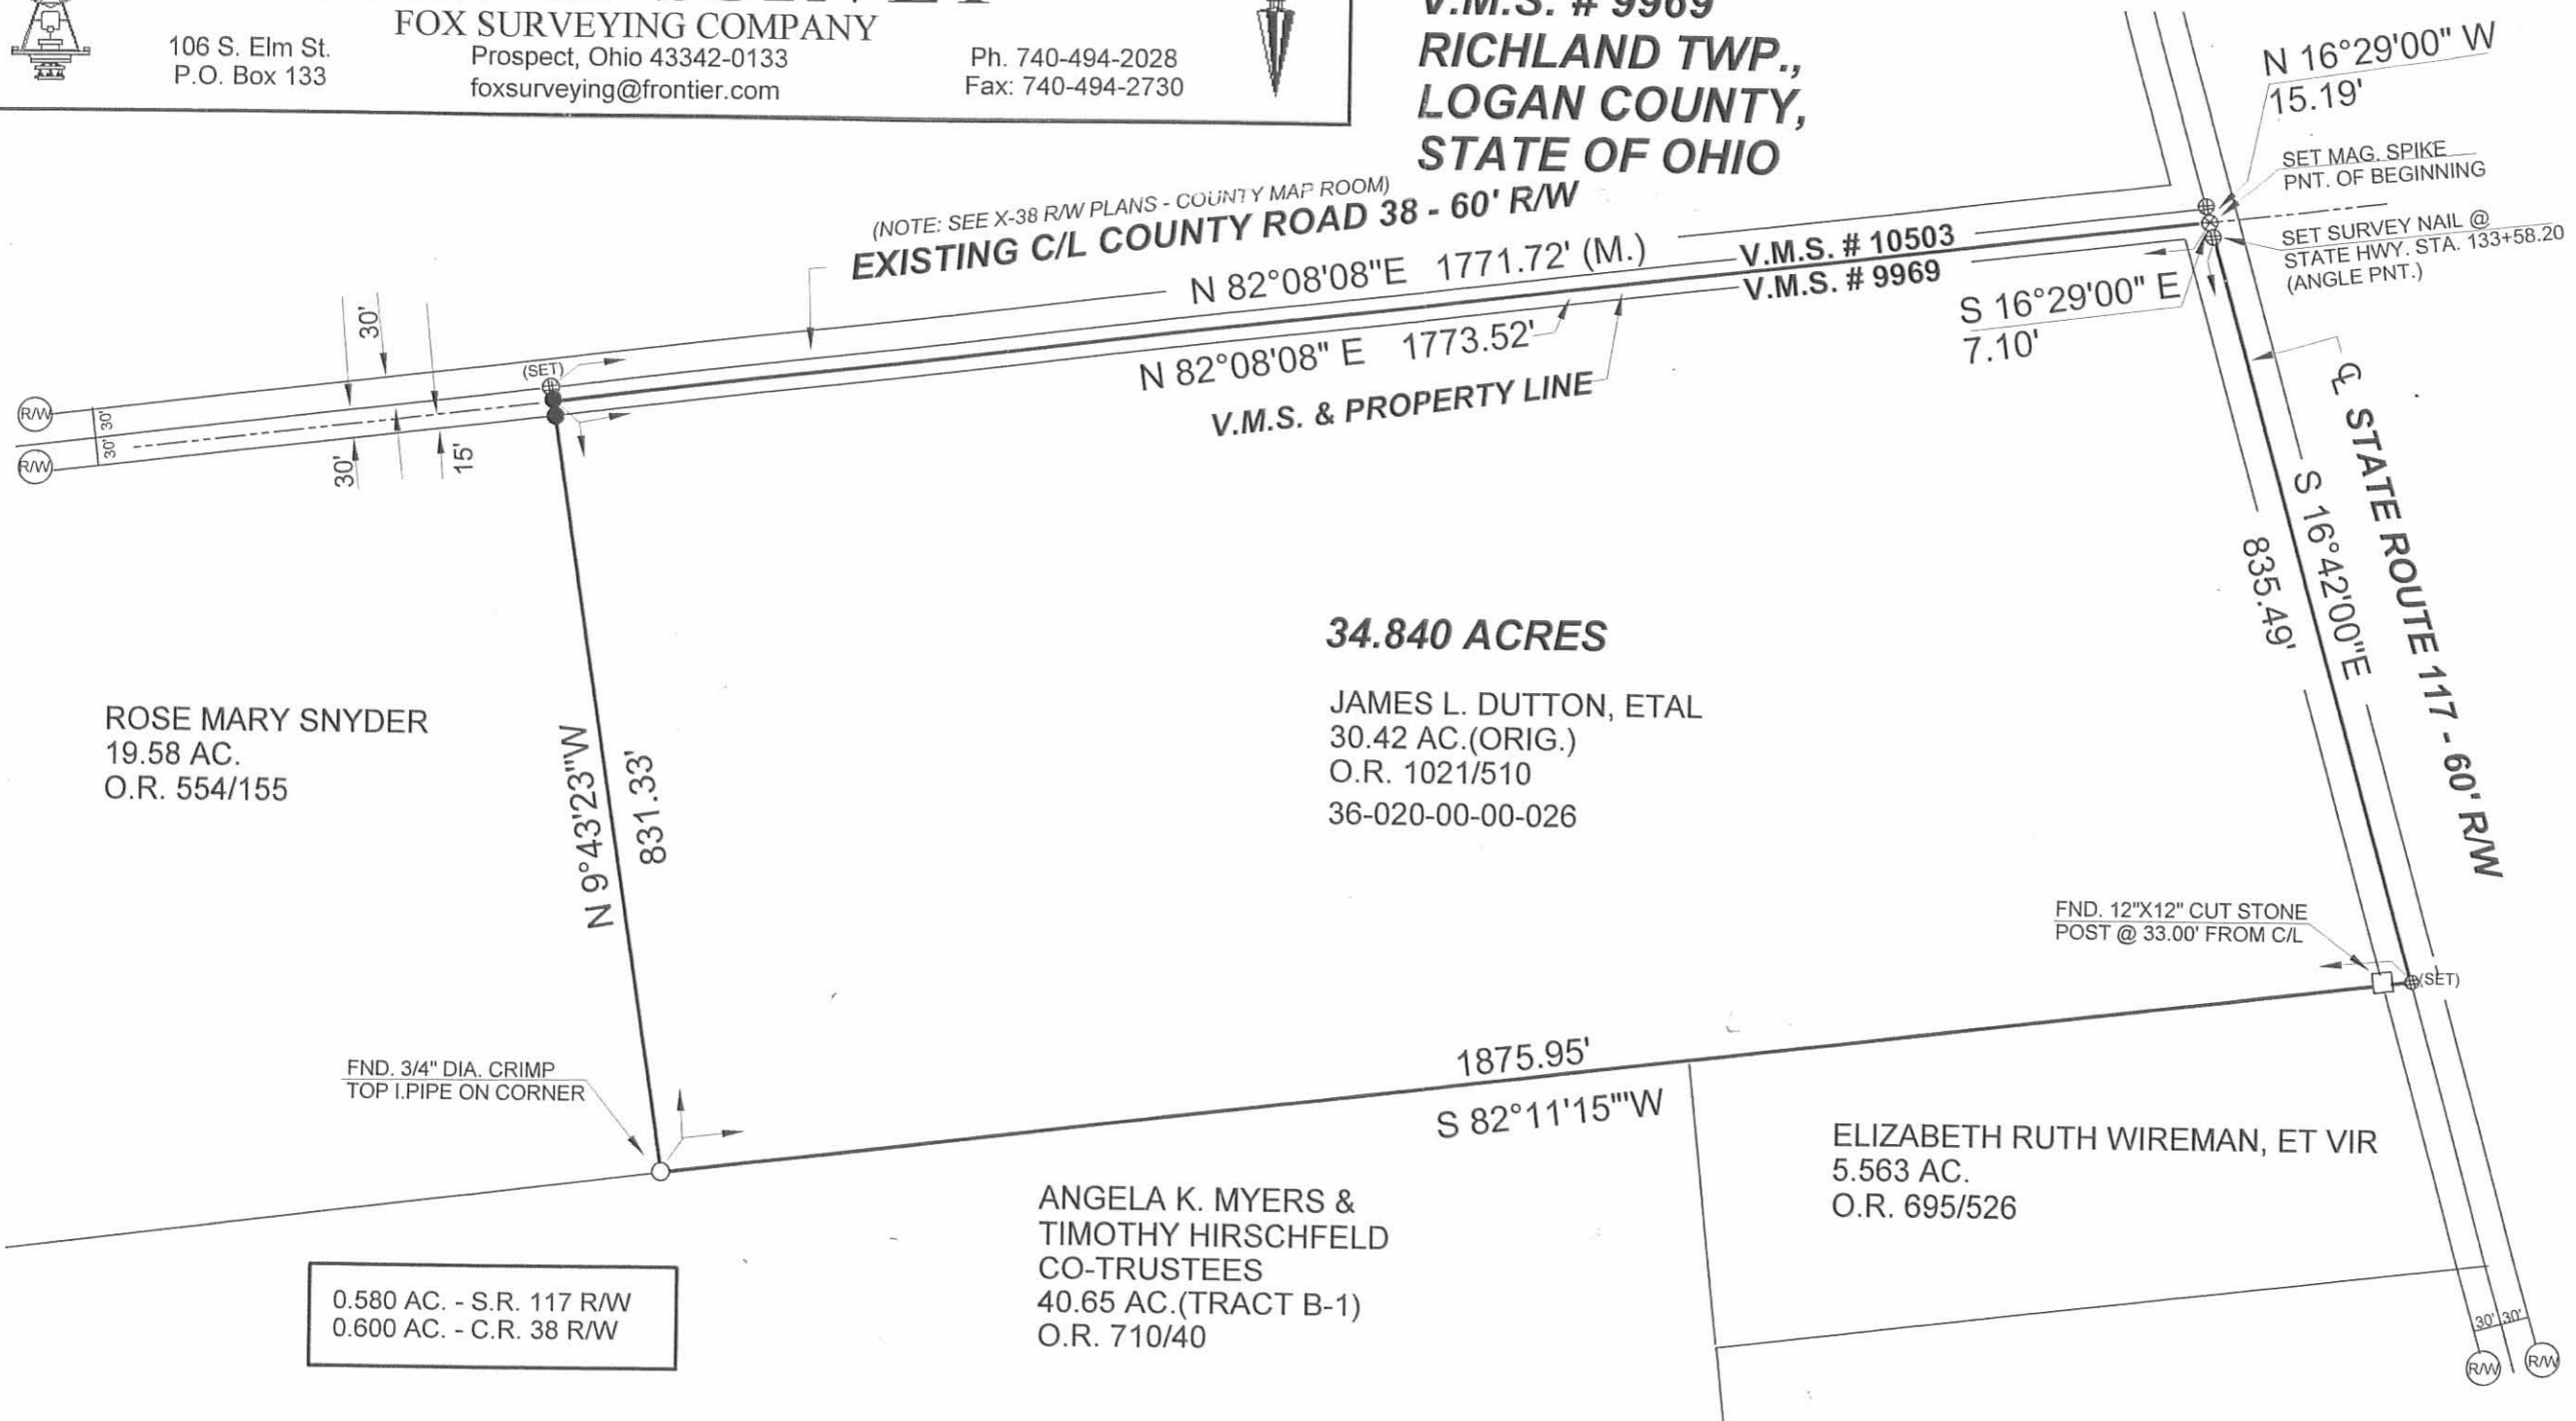 FOX SURVEYING COMPANY
106 S. Elm St.
P.O. Box 133
Prospect, Ohio 43342-0133
foxsurveying@frontier.com
Ph. 740-494-2028
Fax: 740-494-2730
V.M.S. # 9969
RICHLAND TWP.,
LOGAN COUNTY,
STATE OF OHIO
N 16°29'00" W
15.19'
SET MAG. SPIKE
PNT. OF BEGINNING
SET SURVEY NAIL @
STATE HWY. STA. 133+58.20
(ANGLE PNT.)
(NOTE: SEE X-38 R/W PLANS - COUNTY MAP ROOM)
EXISTING C/L COUNTY ROAD 38 - 60' R/W
N 82°08'08"E 1771.72' (M.)
V.M.S. # 10503
V.M.S. # 9969
N 82°08'08" E 1773.52'
V.M.S. & PROPERTY LINE
S 16°29'00" E
7.10'
30'
(SET)
R/W
30' 30'
R/W
30'
15'
℄ STATE ROUTE 117 - 60' R/W
S 16°42'00"E
835.49'
34.840 ACRES
JAMES L. DUTTON, ETAL
30.42 AC.(ORIG.)
O.R. 1021/510
36-020-00-00-026
ROSE MARY SNYDER
19.58 AC.
O.R. 554/155
N 9°43'23"W
831.33'
FND. 12"X12" CUT STONE
POST @ 33.00' FROM C/L
(SET)
FND. 3/4" DIA. CRIMP
TOP I.PIPE ON CORNER
1875.95'
S 82°11'15'"W
ELIZABETH RUTH WIREMAN, ET VIR
5.563 AC.
O.R. 695/526
ANGELA K. MYERS &
TIMOTHY HIRSCHFELD
CO-TRUSTEES
40.65 AC.(TRACT B-1)
O.R. 710/40
0.580 AC. - S.R. 117 R/W
0.600 AC. - C.R. 38 R/W
30' 30'
R/W
R/W